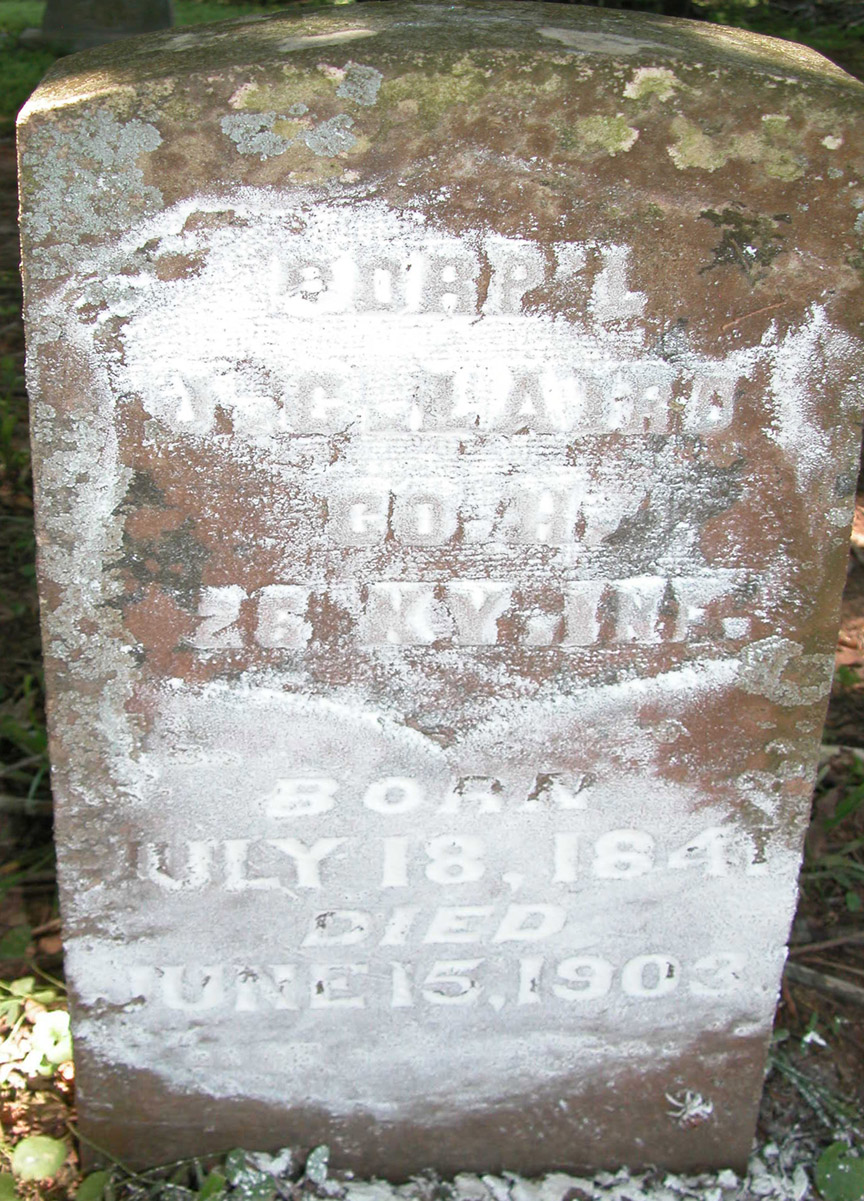 CORP'L
J. C. LAIRD
CO. H.
26 KY. INF.
BORN
JULY 18, 1841.
DIED
JUNE 15, 1903.